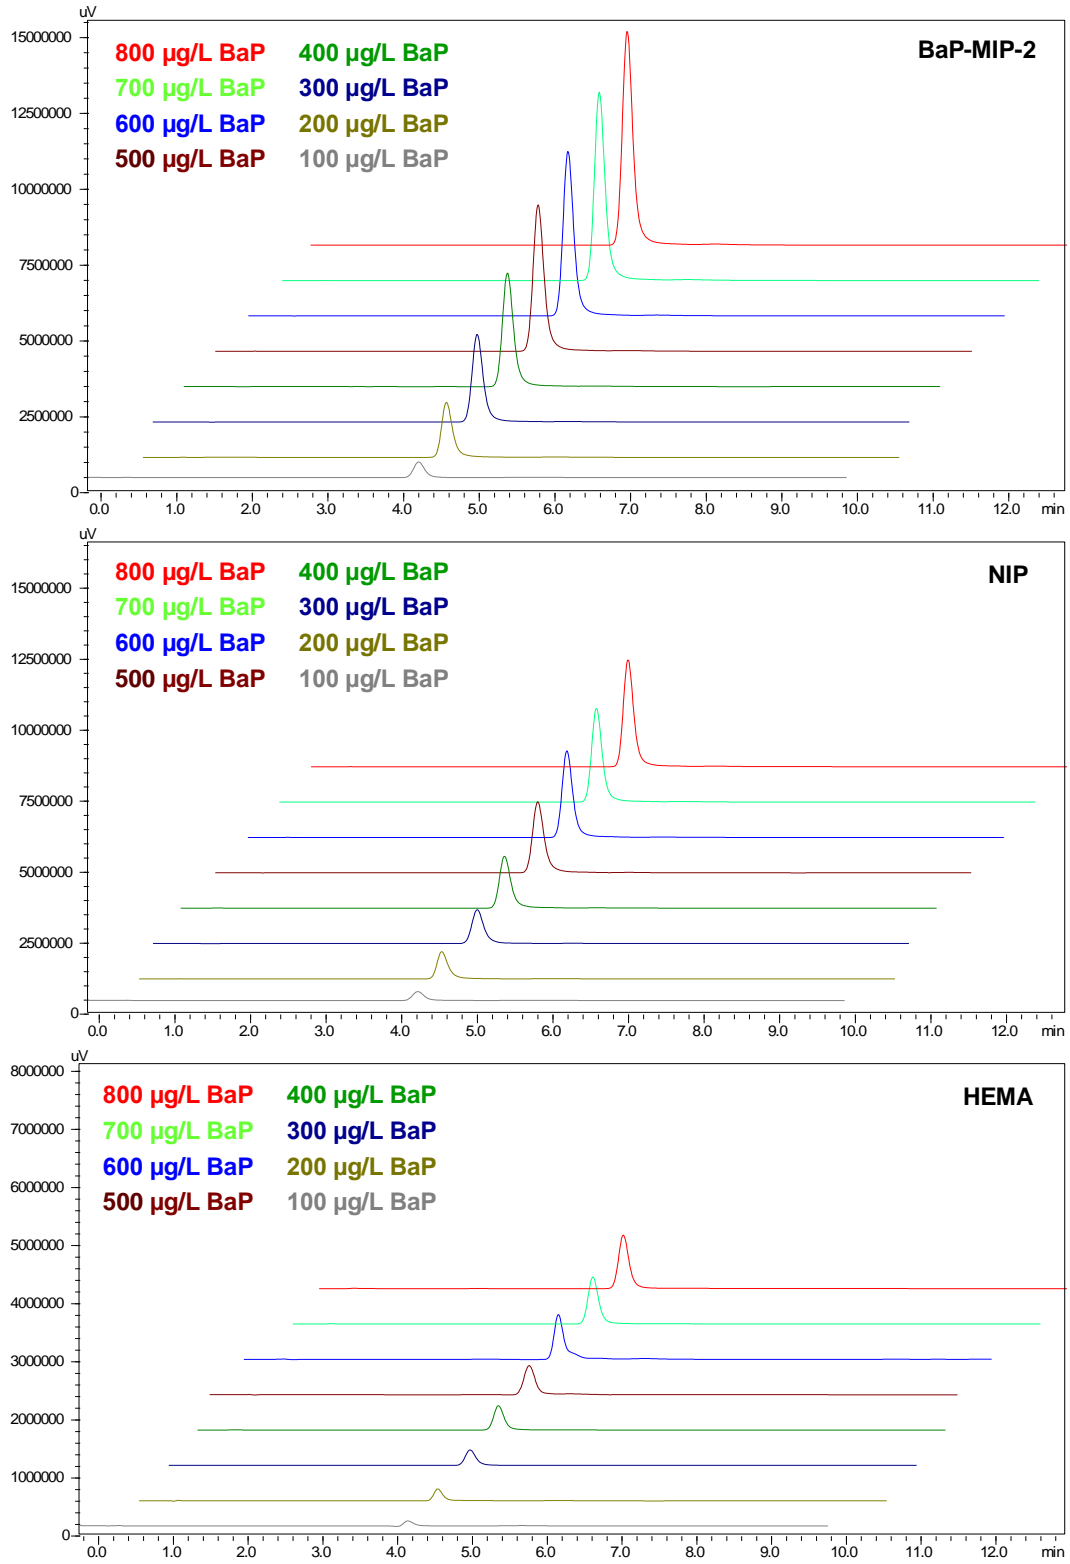 uV
15000000
800 µg/L BaP 400 µg/L BaP BaP-MIP-2
700 µg/L BaP 300 µg/L BaP
12500000
600 µg/L BaP 200 µg/L BaP
500 µg/L BaP 100 µg/L BaP
10000000
7500000
5000000
2500000
0
0.0 1.0 2.0 3.0 4.0 5.0 6.0 7.0 8.0 9.0 10.0 11.0 12.0 min
uV
800 µg/L BaP 400 µg/L BaP NIP
15000000
700 µg/L BaP 300 µg/L BaP
600 µg/L BaP 200 µg/L BaP
12500000
500 µg/L BaP 100 µg/L BaP
10000000
7500000
5000000
2500000
0
0.0 1.0 2.0 3.0 4.0 5.0 6.0 7.0 8.0 9.0 10.0 11.0 12.0 min
uV
8000000
800 µg/L BaP 400 µg/L BaP HEMA
7000000
700 µg/L BaP 300 µg/L BaP
600 µg/L BaP 200 µg/L BaP
6000000
500 µg/L BaP 100 µg/L BaP
5000000
4000000
3000000
2000000
1000000
0
0.0 1.0 2.0 3.0 4.0 5.0 6.0 7.0 8.0 9.0 10.0 11.0 12.0 min